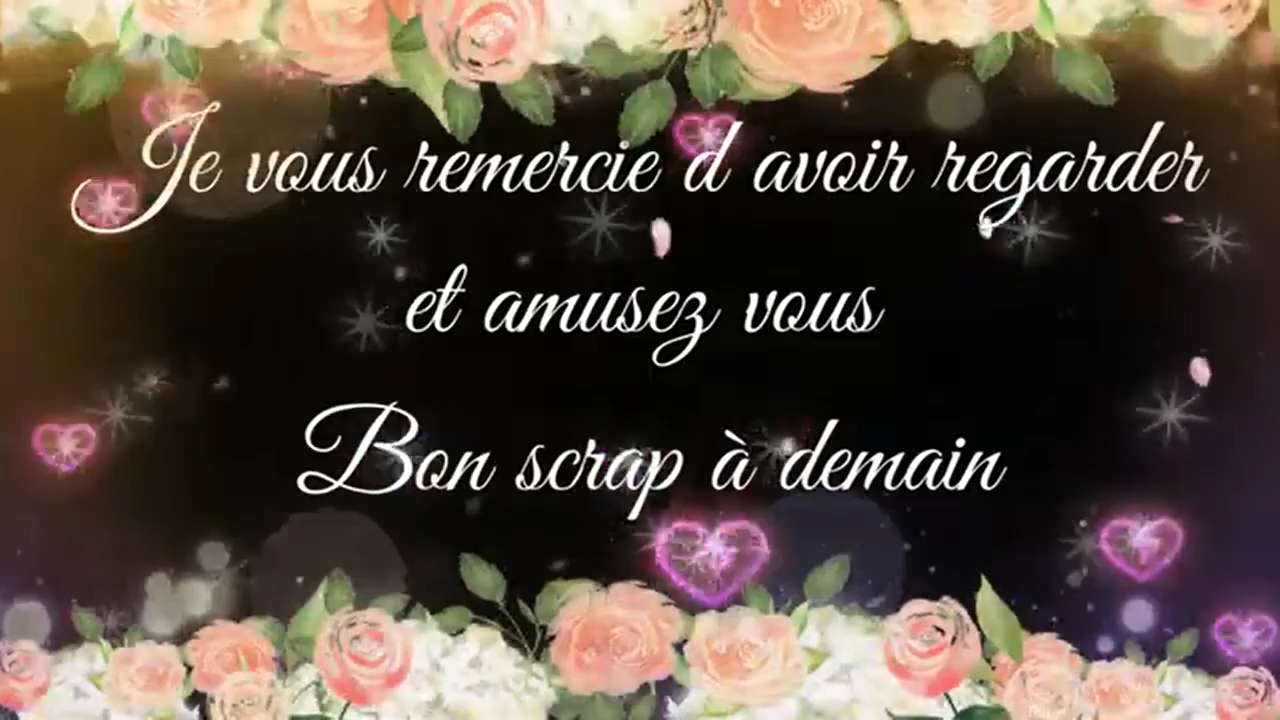 Je vous remercie d avoir regarder
et amusez vous
Bon scrap à demain